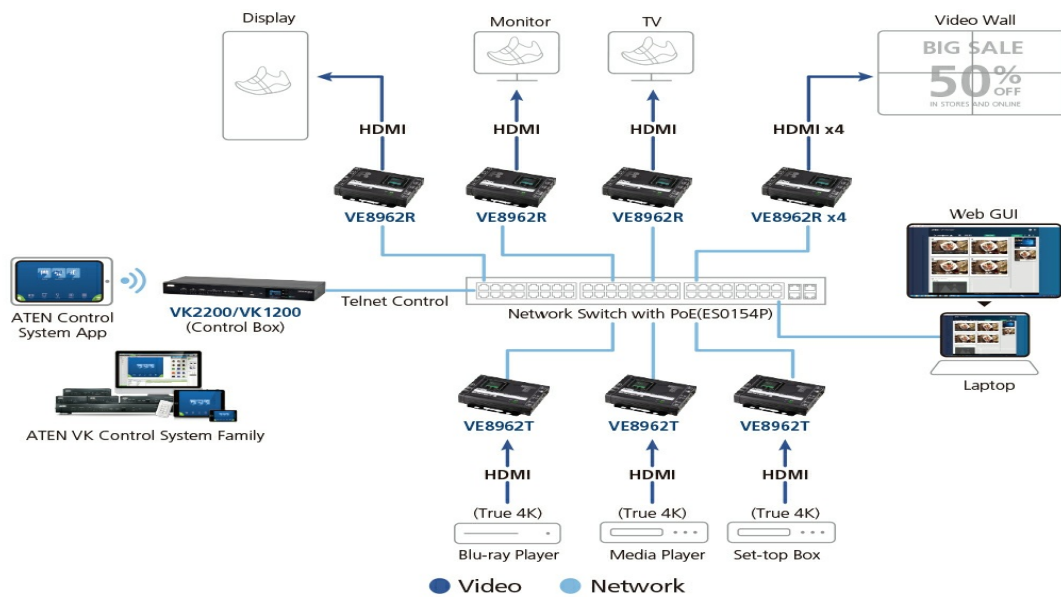 Display
Monitor
TV
Video Wall
BIG SALE
50%
OFF
IN STORES AND ONLINE
HDMI
HDMI
HDMI
HDMI x4
VE8962R
VE8962R
VE8962R
VE8962R x4
Web GUI
ATEN Control
System App
VK2200/VK1200
(Control Box)
Telnet Control
Network Switch with PoE(ES0154P)
Laptop
ATEN VK Control System Family
VE8962T
VE8962T
VE8962T
HDMI
HDMI
HDMI
(True 4K)
(True 4K)
(True 4K)
Blu-ray Player
Media Player
Set-top Box
Video
Network